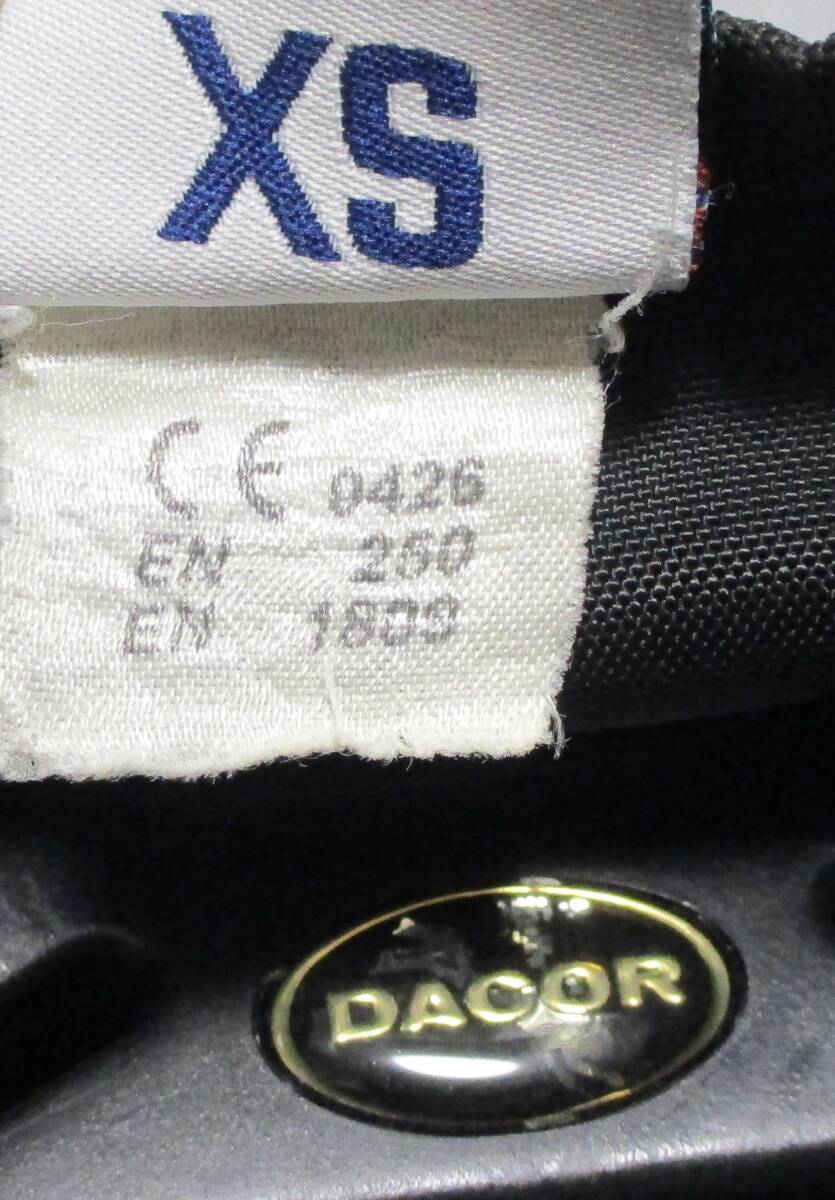 XS
CE 0426
EN 250
EN 1809
DACOR